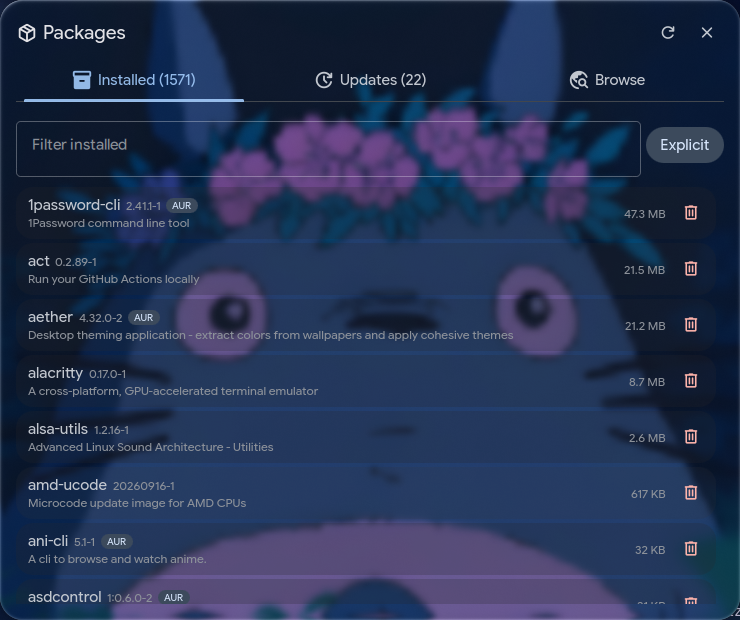 Packages
Installed (1571)
Updates (22)
Browse
Filter installed
Explicit
1password-cli 2.41.1-1 AUR
1Password command line tool
47.3 MB
act 0.2.89-1
Run your GitHub Actions locally
21.5 MB
aether 4.32.0-2 AUR
Desktop theming application - extract colors from wallpapers and apply cohesive themes
21.2 MB
alacritty 0.17.0-1
A cross-platform, GPU-accelerated terminal emulator
8.7 MB
alsa-utils 1.2.16-1
Advanced Linux Sound Architecture - Utilities
2.6 MB
amd-ucode 20260916-1
Microcode update image for AMD CPUs
617 KB
ani-cli 5.1-1 AUR
A cli to browse and watch anime.
32 KB
asdcontrol 1:0.6.0-2 AUR